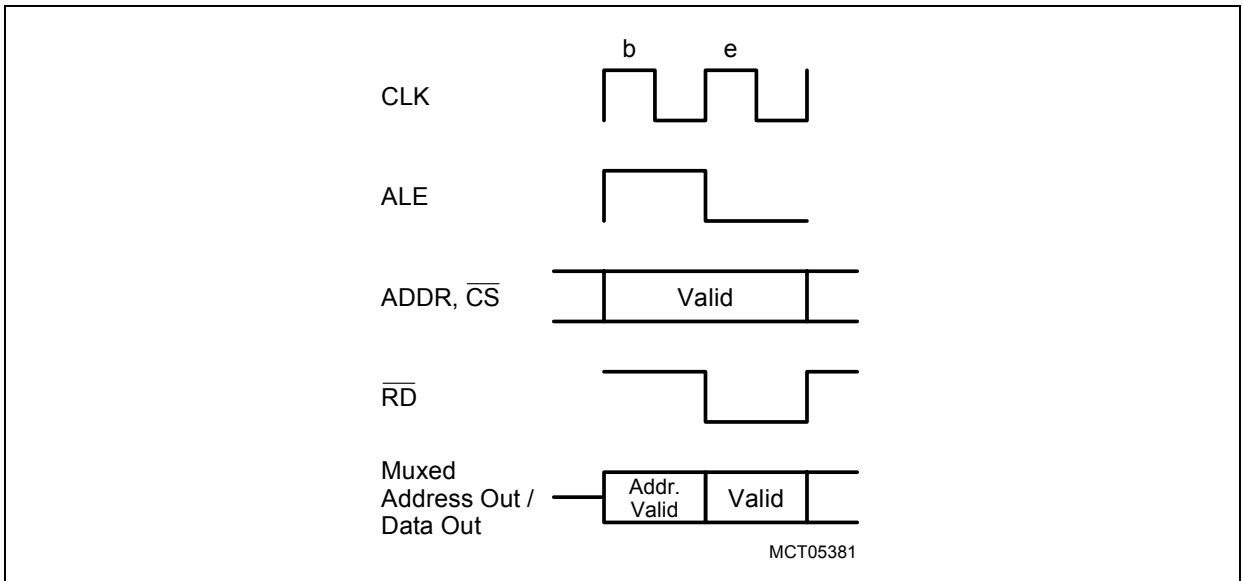 b e
CLK
ALE
ADDR, CS
Valid
RD
Muxed
Address Out /
Data Out
Addr.
Valid
Valid
MCT05381